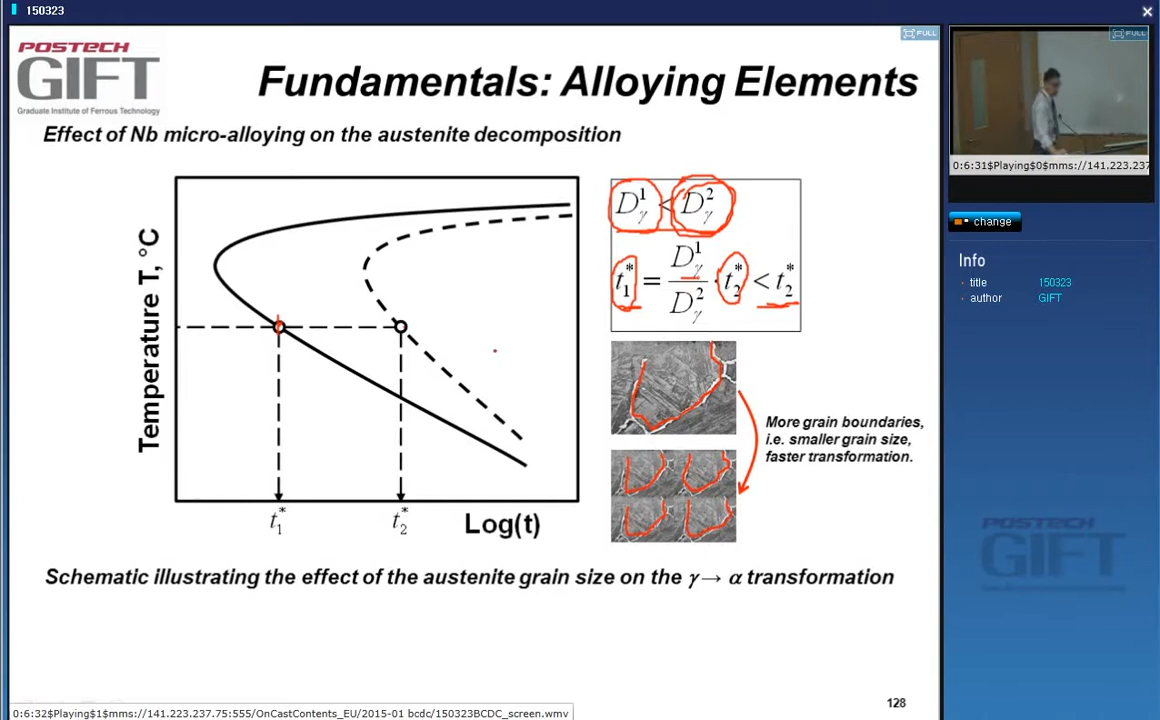 150323
POSTECH
GIFT
Graduate Institute of Ferrous Technology
FULL
FULL
Fundamentals: Alloying Elements
Effect of Nb micro-alloying on the austenite decomposition
Temperature T, °C
t₁*
t₂*
Log(t)
D¹γ < D²γ
t₁* = D¹γ / D²γ · t₂* < t₂*
More grain boundaries,
i.e. smaller grain size,
faster transformation.
Schematic illustrating the effect of the austenite grain size on the γ→ α transformation
128
0:6:32$Playing$1$mms://141.223.237.75:555/OnCastContents_EU/2015-01 bcdc/150323BCDC_screen.wmv
0:6:31$Playing$0$mms://141.223.237
change
Info
title 150323
author GIFT
POSTECH
GIFT